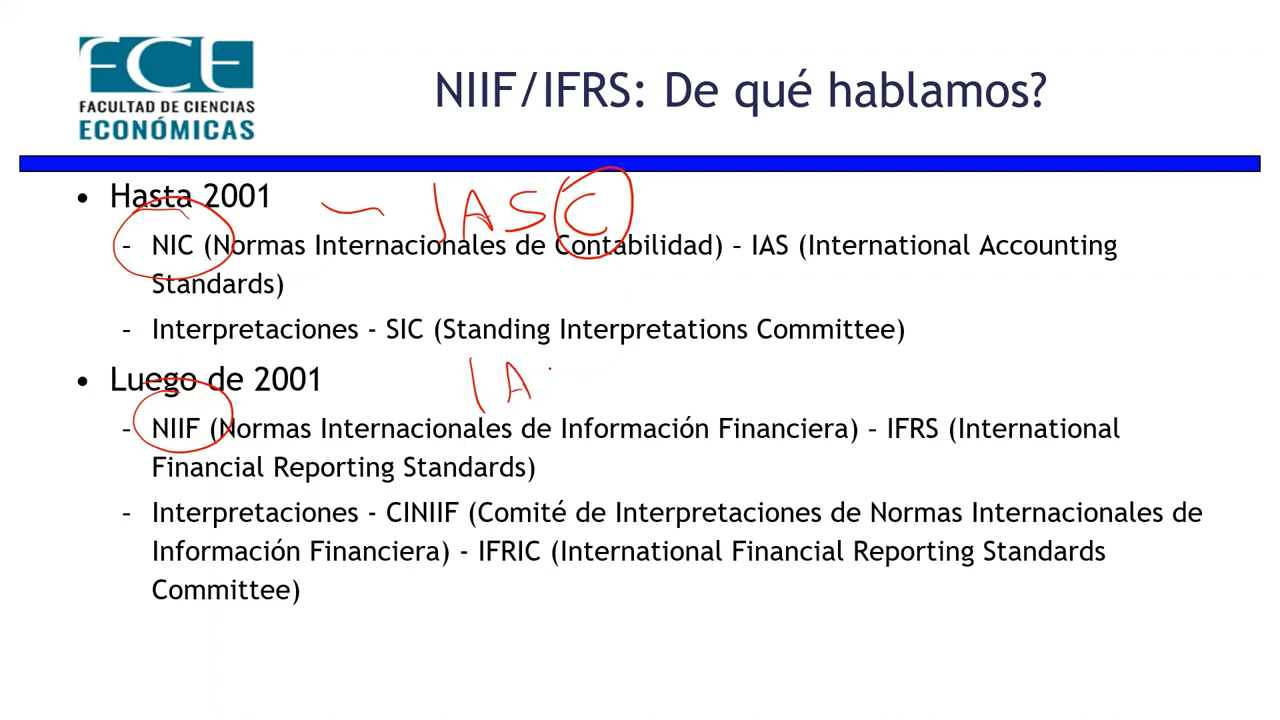 FCE
FACULTAD DE CIENCIAS
ECONÓMICAS
NIIF/IFRS: De qué hablamos?
• Hasta 2001
IASC
– NIC (Normas Internacionales de Contabilidad) – IAS (International Accounting
Standards)
– Interpretaciones - SIC (Standing Interpretations Committee)
• Luego de 2001
IA
– NIIF (Normas Internacionales de Información Financiera) – IFRS (International
Financial Reporting Standards)
– Interpretaciones - CINIIF (Comité de Interpretaciones de Normas Internacionales de
Información Financiera) - IFRIC (International Financial Reporting Standards
Committee)